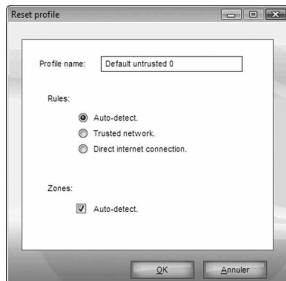 Reset profile
Profile name: Default untrusted 0
Rules:
Auto-detect.
Trusted network.
Direct internet connection.
Zones:
Auto-detect.
OK Annuler